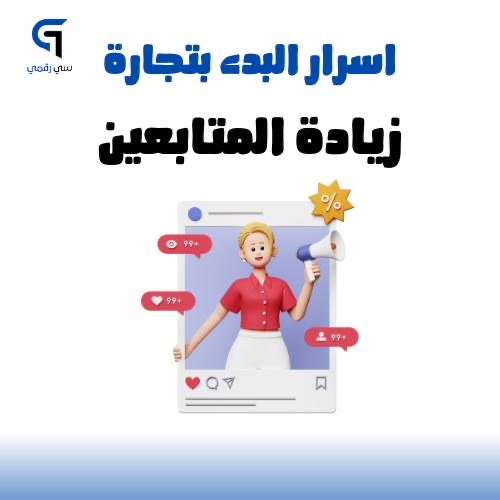 سي رقمي
اسرار البدء بتجارة
زيادة المتابعين
%
99+
99+
99+